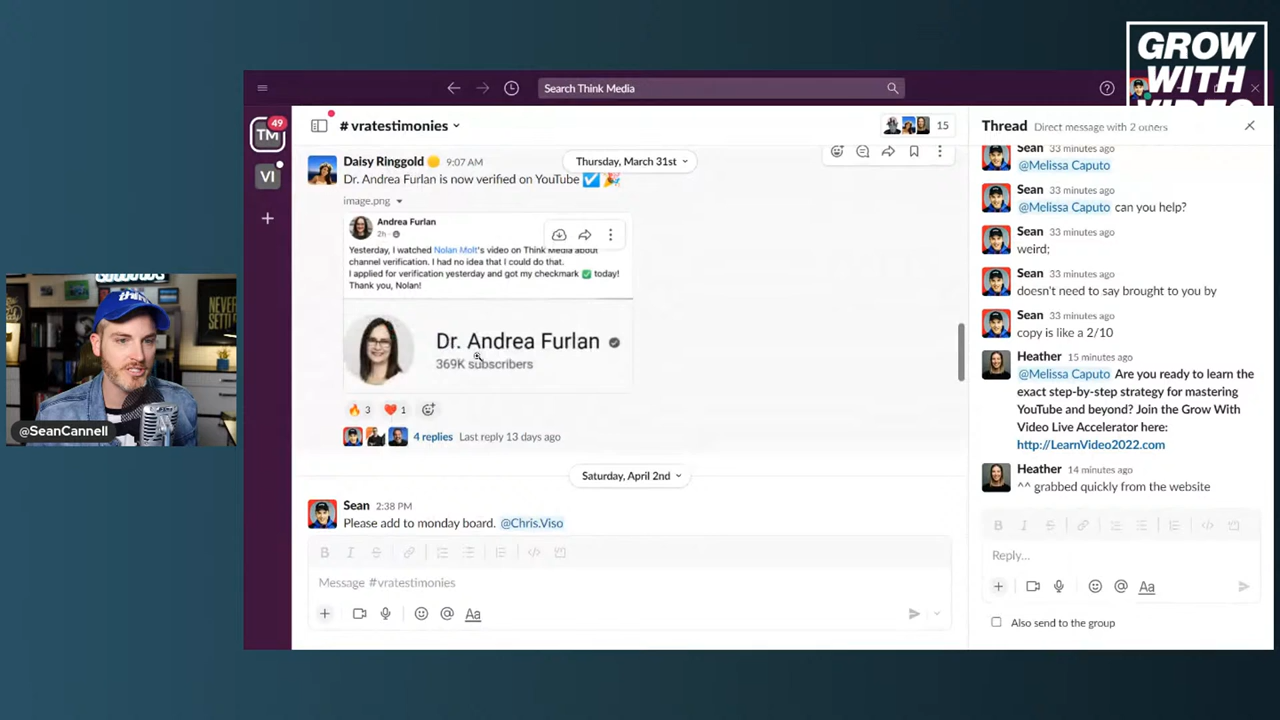 GROW
WITH
VIDEO
Search Think Media
49
TM
VI
# vratestimonies
15
Thursday, March 31st
Daisy Ringgold 9:07 AM
Dr. Andrea Furlan is now verified on YouTube ☑️ 🎉
image.png
Andrea Furlan
2h
Yesterday, I watched Nolan Molt's video on Think Media about
channel verification. I had no idea that I could do that.
I applied for verification yesterday and got my checkmark ✅ today!
Thank you, Nolan!
Dr. Andrea Furlan
369K subscribers
🔥 3 ❤️ 1
4 replies Last reply 13 days ago
Saturday, April 2nd
Sean 2:38 PM
Please add to monday board. @Chris.Viso
Message #vratestimonies
Aa
Thread Direct message with 2 others
Sean 33 minutes ago
@Melissa Caputo
Sean 33 minutes ago
@Melissa Caputo can you help?
Sean 33 minutes ago
weird;
Sean 33 minutes ago
doesn't need to say brought to you by
Sean 33 minutes ago
copy is like a 2/10
Heather 15 minutes ago
@Melissa Caputo Are you ready to learn the
exact step-by-step strategy for mastering
YouTube and beyond? Join the Grow With
Video Live Accelerator here:
http://LearnVideo2022.com
Heather 14 minutes ago
^^ grabbed quickly from the website
Reply...
Aa
Also send to the group
@SeanCannell